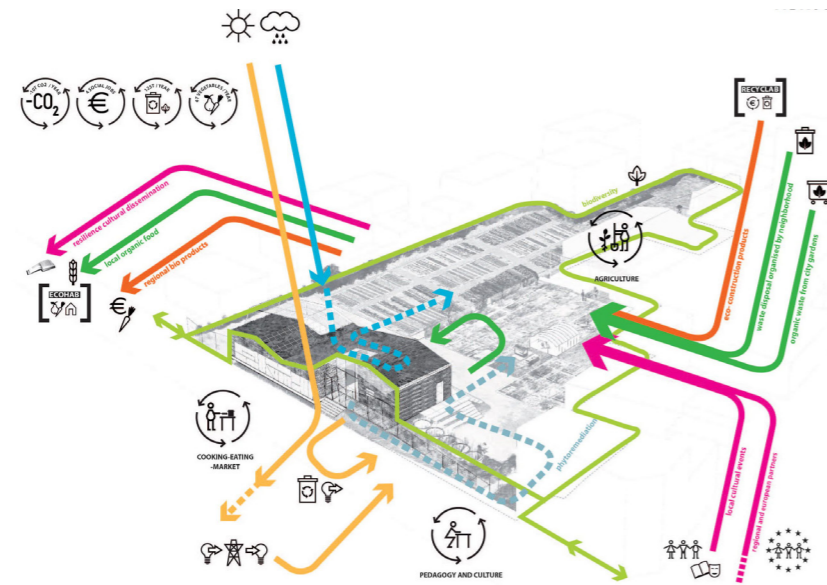 -CO₂
€
€
RECYCLAB
€
resilience cultural dissemination
local organic food
regional bio products
ECOHAB
€
biodiversity
AGRICULTURE
eco- construction products
waste disposal organised by neighborhood
organic waste from city gardens
COOKING-EATING
-MARKET
phytoremediation
PEDAGOGY AND CULTURE
local cultural events
regional and european partners